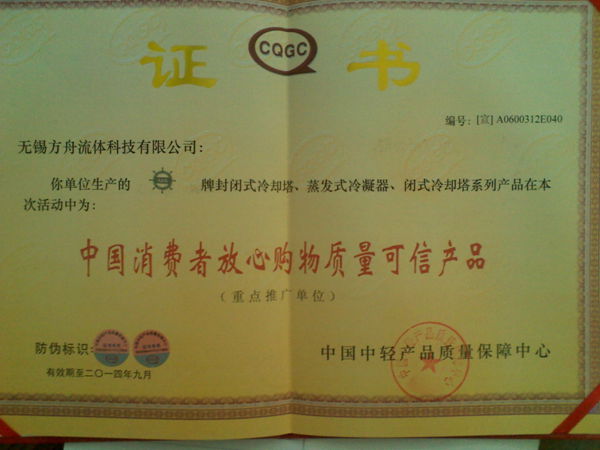 证 CQGC 书
编号: [宣] A0600312E040
无锡方舟流体科技有限公司:
你单位生产的 牌封闭式冷却塔、蒸发式冷凝器、闭式冷却塔系列产品在本
次活动中为:
中国消费者放心购物质量可信产品
(重点推广单位)
防伪标识:
中国中轻产品质量保障中心
有效期至二〇一四年九月